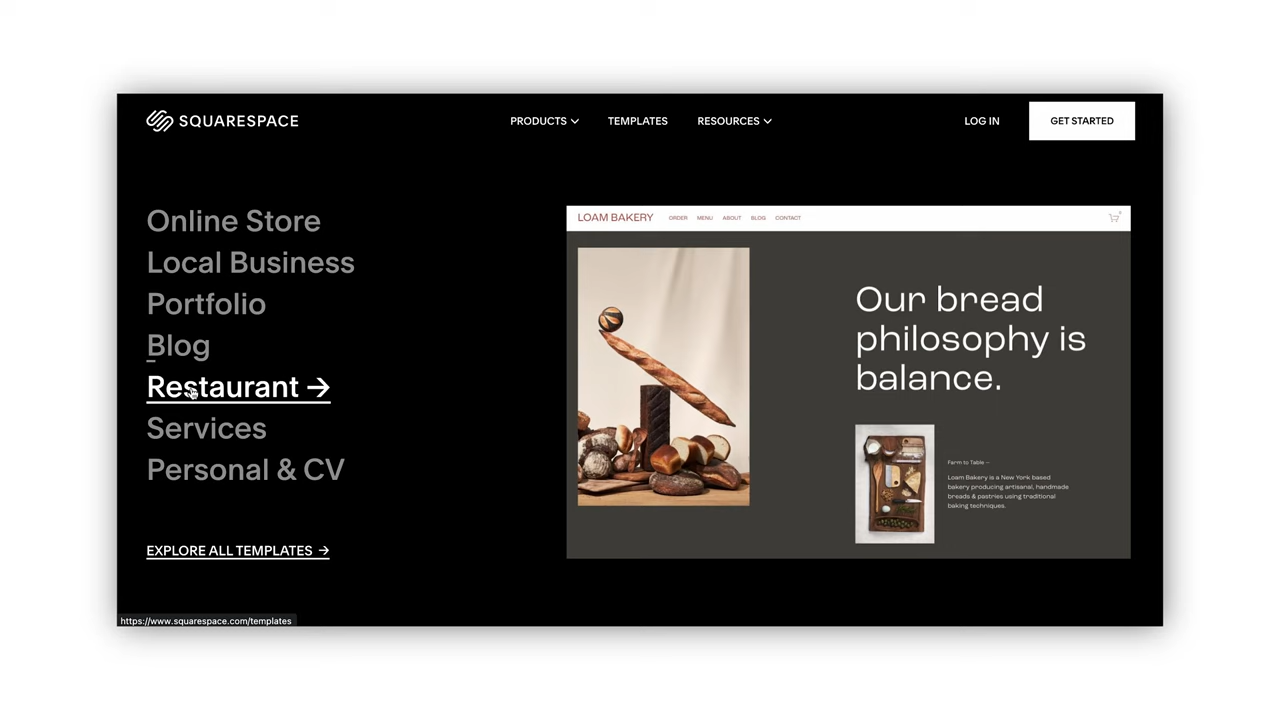 SQUARESPACE
PRODUCTS
TEMPLATES
RESOURCES
LOG IN
GET STARTED
Online Store
Local Business
Portfolio
Blog
Restaurant →
Services
Personal & CV
EXPLORE ALL TEMPLATES →
LOAM BAKERY
ORDER
MENU
ABOUT
BLOG
CONTACT
Our bread
philosophy is
balance.
Farm to Table —
Loam Bakery is a New York based
bakery producing artisanal, handmade
breads & pastries using traditional
baking techniques.
https://www.squarespace.com/templates